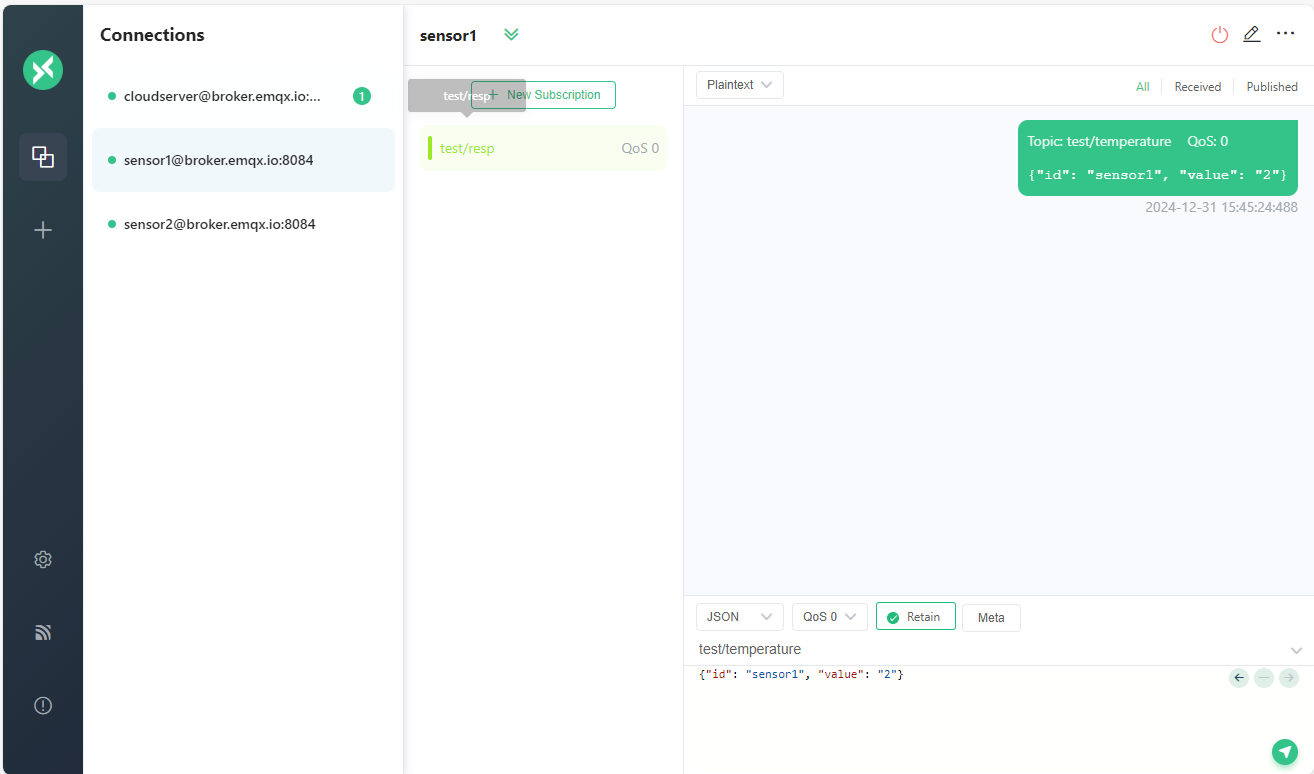 Connections
cloudserver@broker.emqx.io:...
1
sensor1@broker.emqx.io:8084
sensor2@broker.emqx.io:8084
sensor1
test/resp
+ New Subscription
test/resp
QoS 0
Plaintext
All
Received
Published
Topic: test/temperature QoS: 0
{"id": "sensor1", "value": "2"}
2024-12-31 15:45:24:488
JSON
QoS 0
Retain
Meta
test/temperature
{"id": "sensor1", "value": "2"}